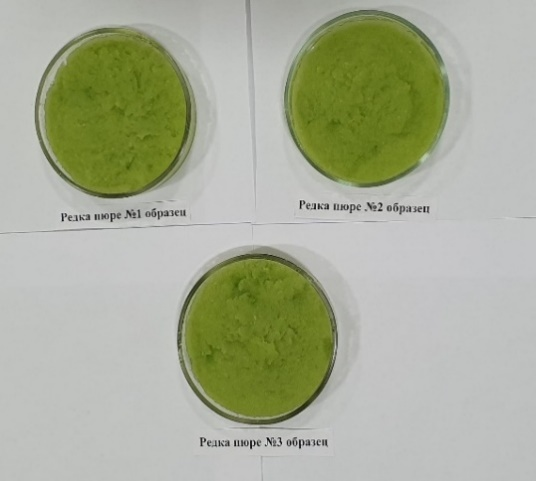 Редка пюре №1 образец
Редка пюре №2 образец
Редка пюре №3 образец